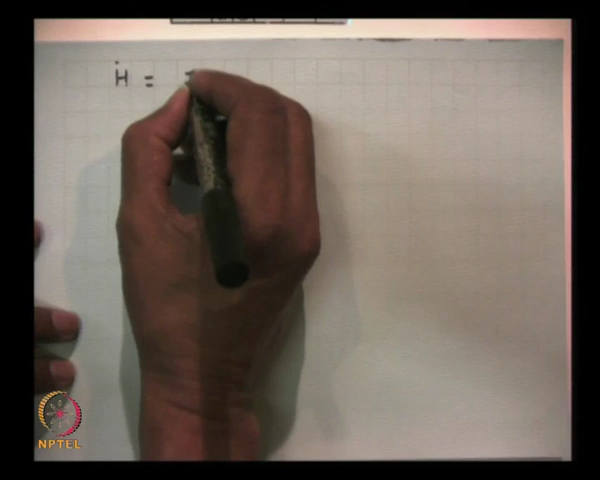 Ḣ =
NPTEL